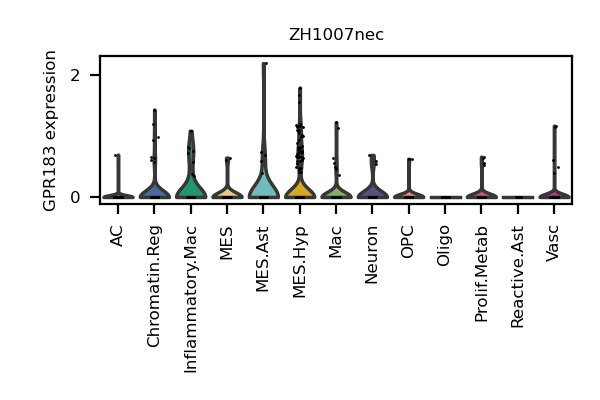 ZH1007nec
GPR183 expression
2
0
AC
Chromatin.Reg
Inflammatory.Mac
MES
MES.Ast
MES.Hyp
Mac
Neuron
OPC
Oligo
Prolif.Metab
Reactive.Ast
Vasc